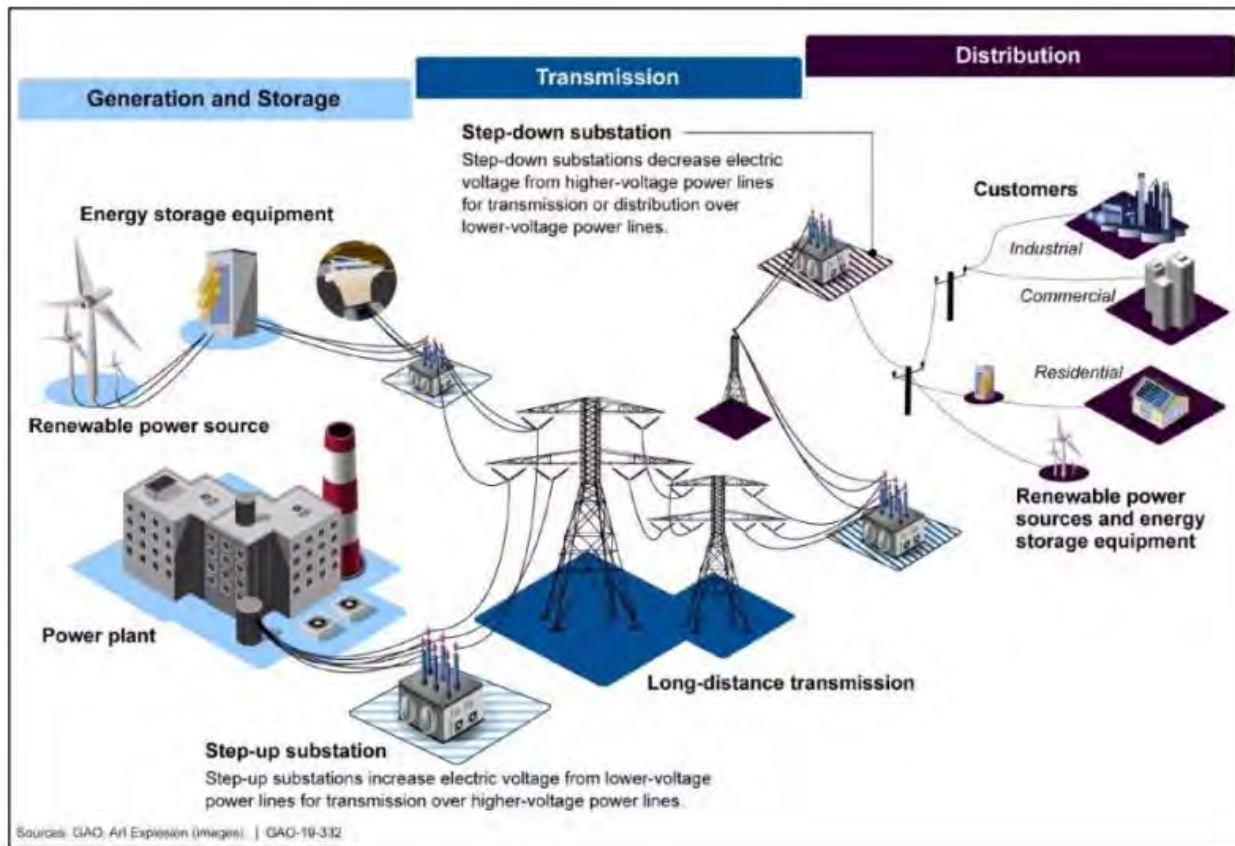 Generation and Storage
Transmission
Distribution
Step-down substation
Step-down substations decrease electric
voltage from higher-voltage power lines
for transmission or distribution over
lower-voltage power lines.
Customers
Industrial
Commercial
Residential
Energy storage equipment
Renewable power source
Power plant
Renewable power
sources and energy
storage equipment
Long-distance transmission
Step-up substation
Step-up substations increase electric voltage from lower-voltage
power lines for transmission over higher-voltage power lines.
Sources: GAO; Art Explosion (images). | GAO-19-332